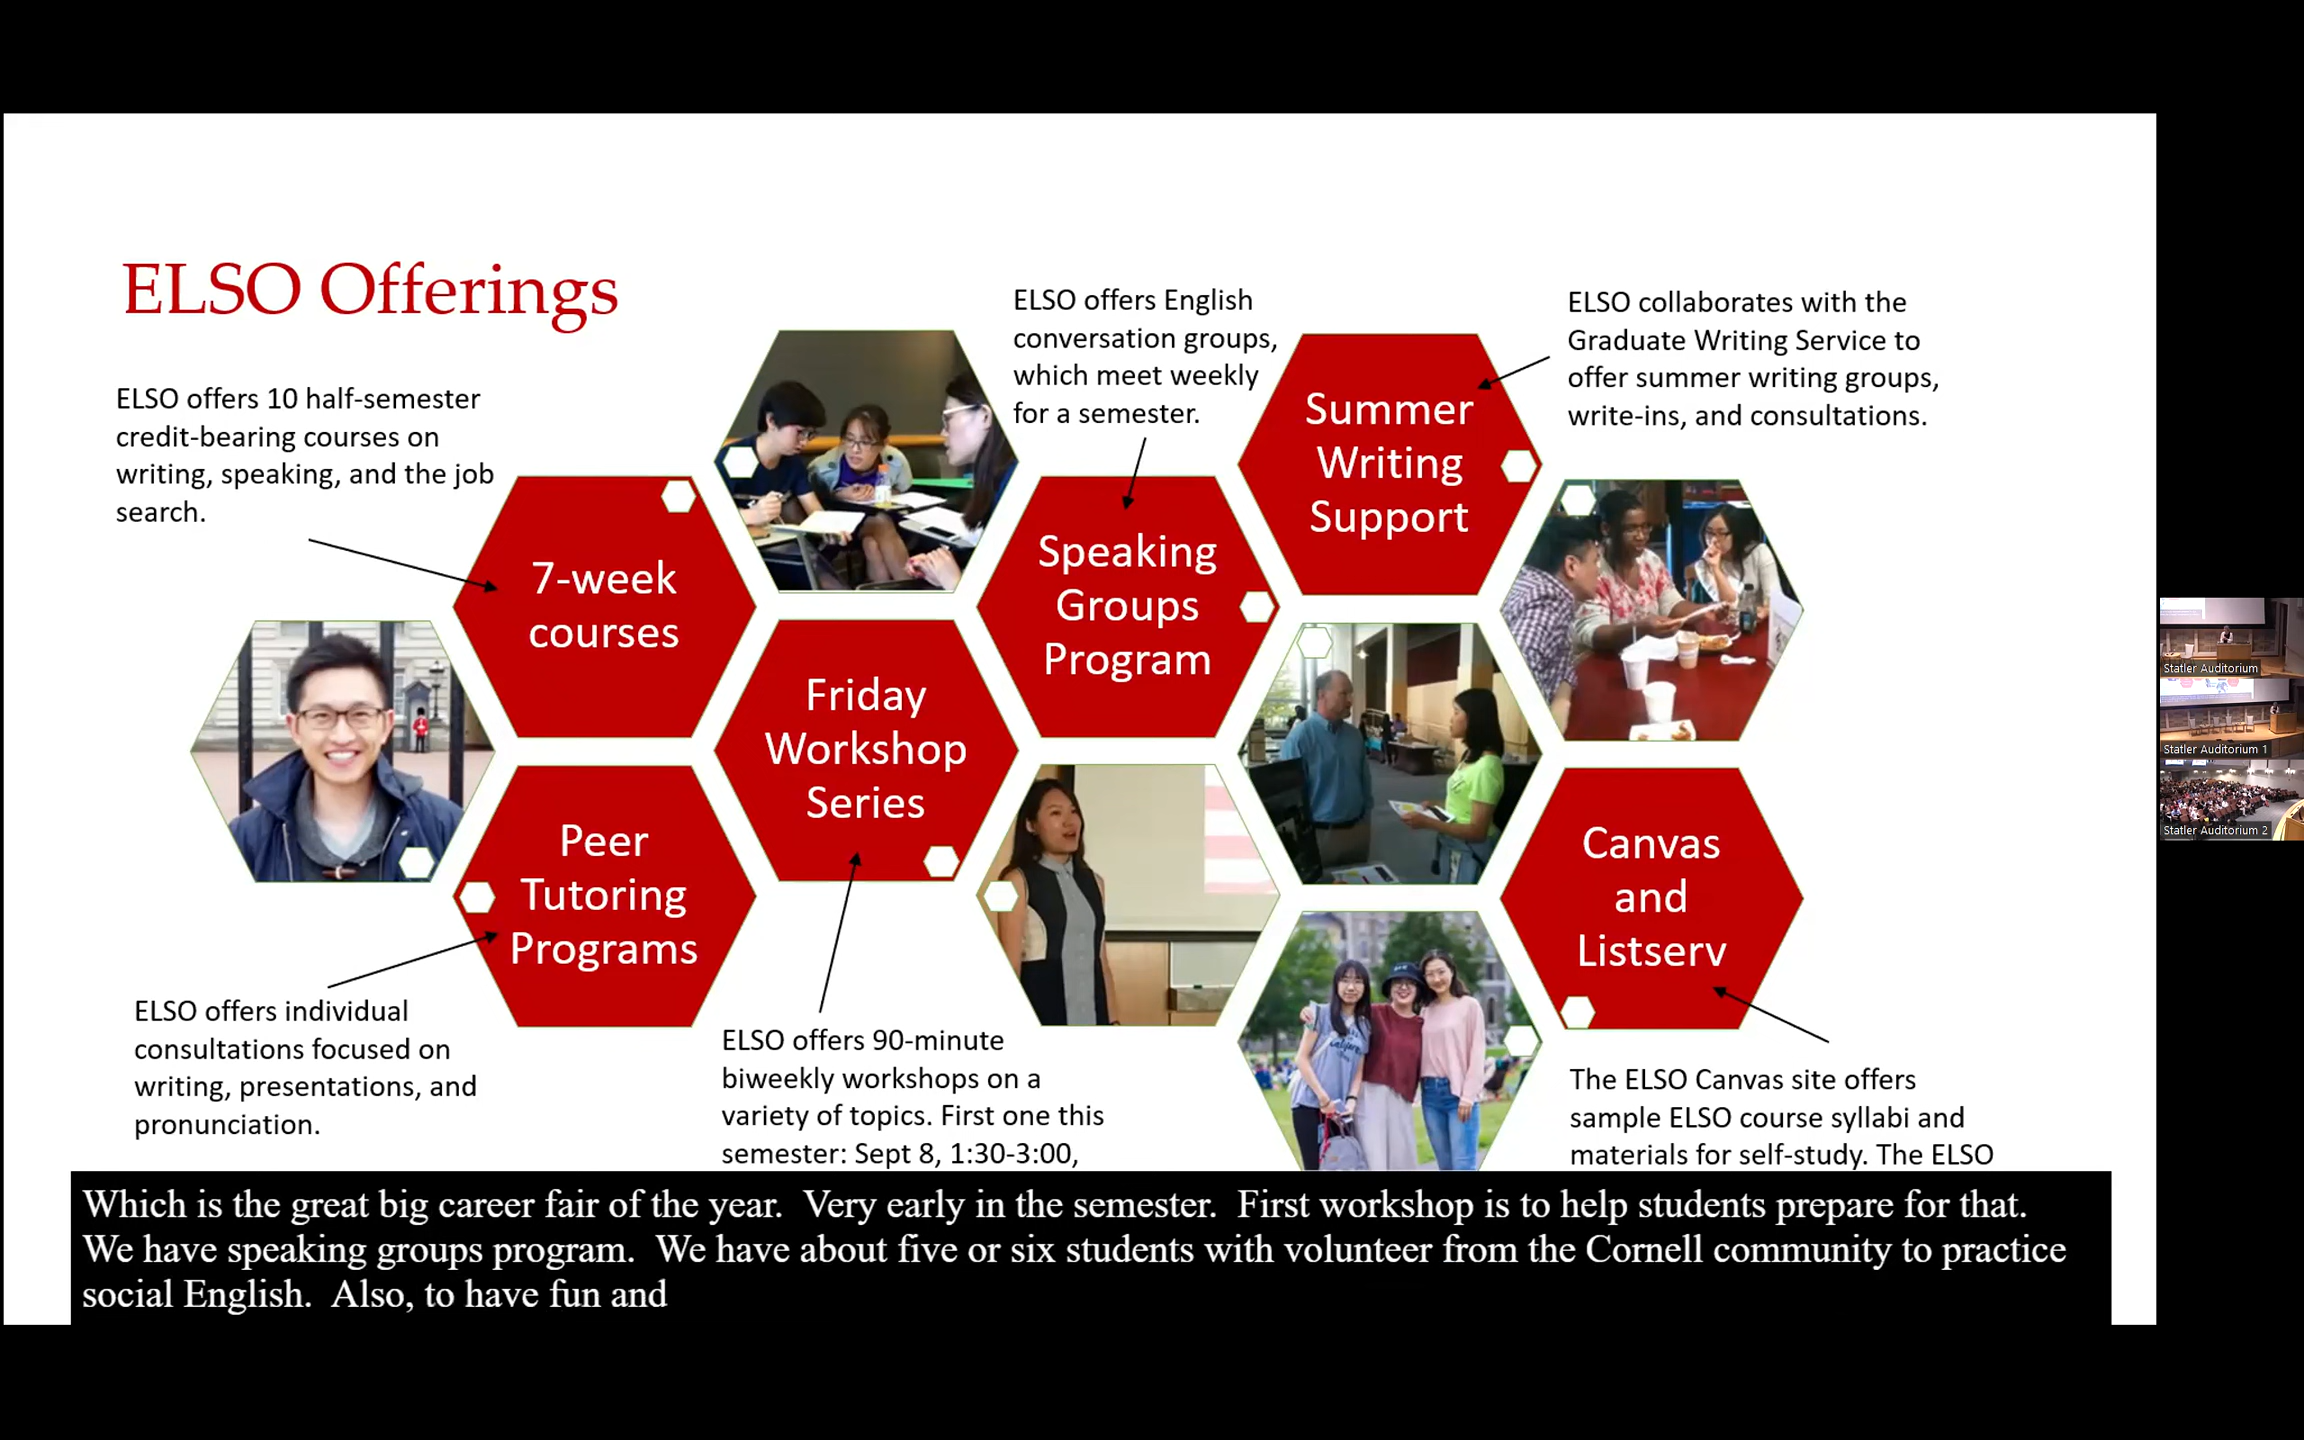 ELSO Offerings
ELSO offers 10 half-semester
credit-bearing courses on
writing, speaking, and the job
search.
7-week
courses
ELSO offers English
conversation groups,
which meet weekly
for a semester.
Speaking
Groups
Program
ELSO collaborates with the
Graduate Writing Service to
offer summer writing groups,
write-ins, and consultations.
Summer
Writing
Support
Friday
Workshop
Series
Peer
Tutoring
Programs
ELSO offers individual
consultations focused on
writing, presentations, and
pronunciation.
ELSO offers 90-minute
biweekly workshops on a
variety of topics. First one this
semester: Sept 8, 1:30-3:00,
Canvas
and
Listserv
The ELSO Canvas site offers
sample ELSO course syllabi and
materials for self-study. The ELSO
Which is the great big career fair of the year.  Very early in the semester.  First workshop is to help students prepare for that.
We have speaking groups program.  We have about five or six students with volunteer from the Cornell community to practice
social English.  Also, to have fun and
Statler Auditorium
Statler Auditorium 1
Statler Auditorium 2